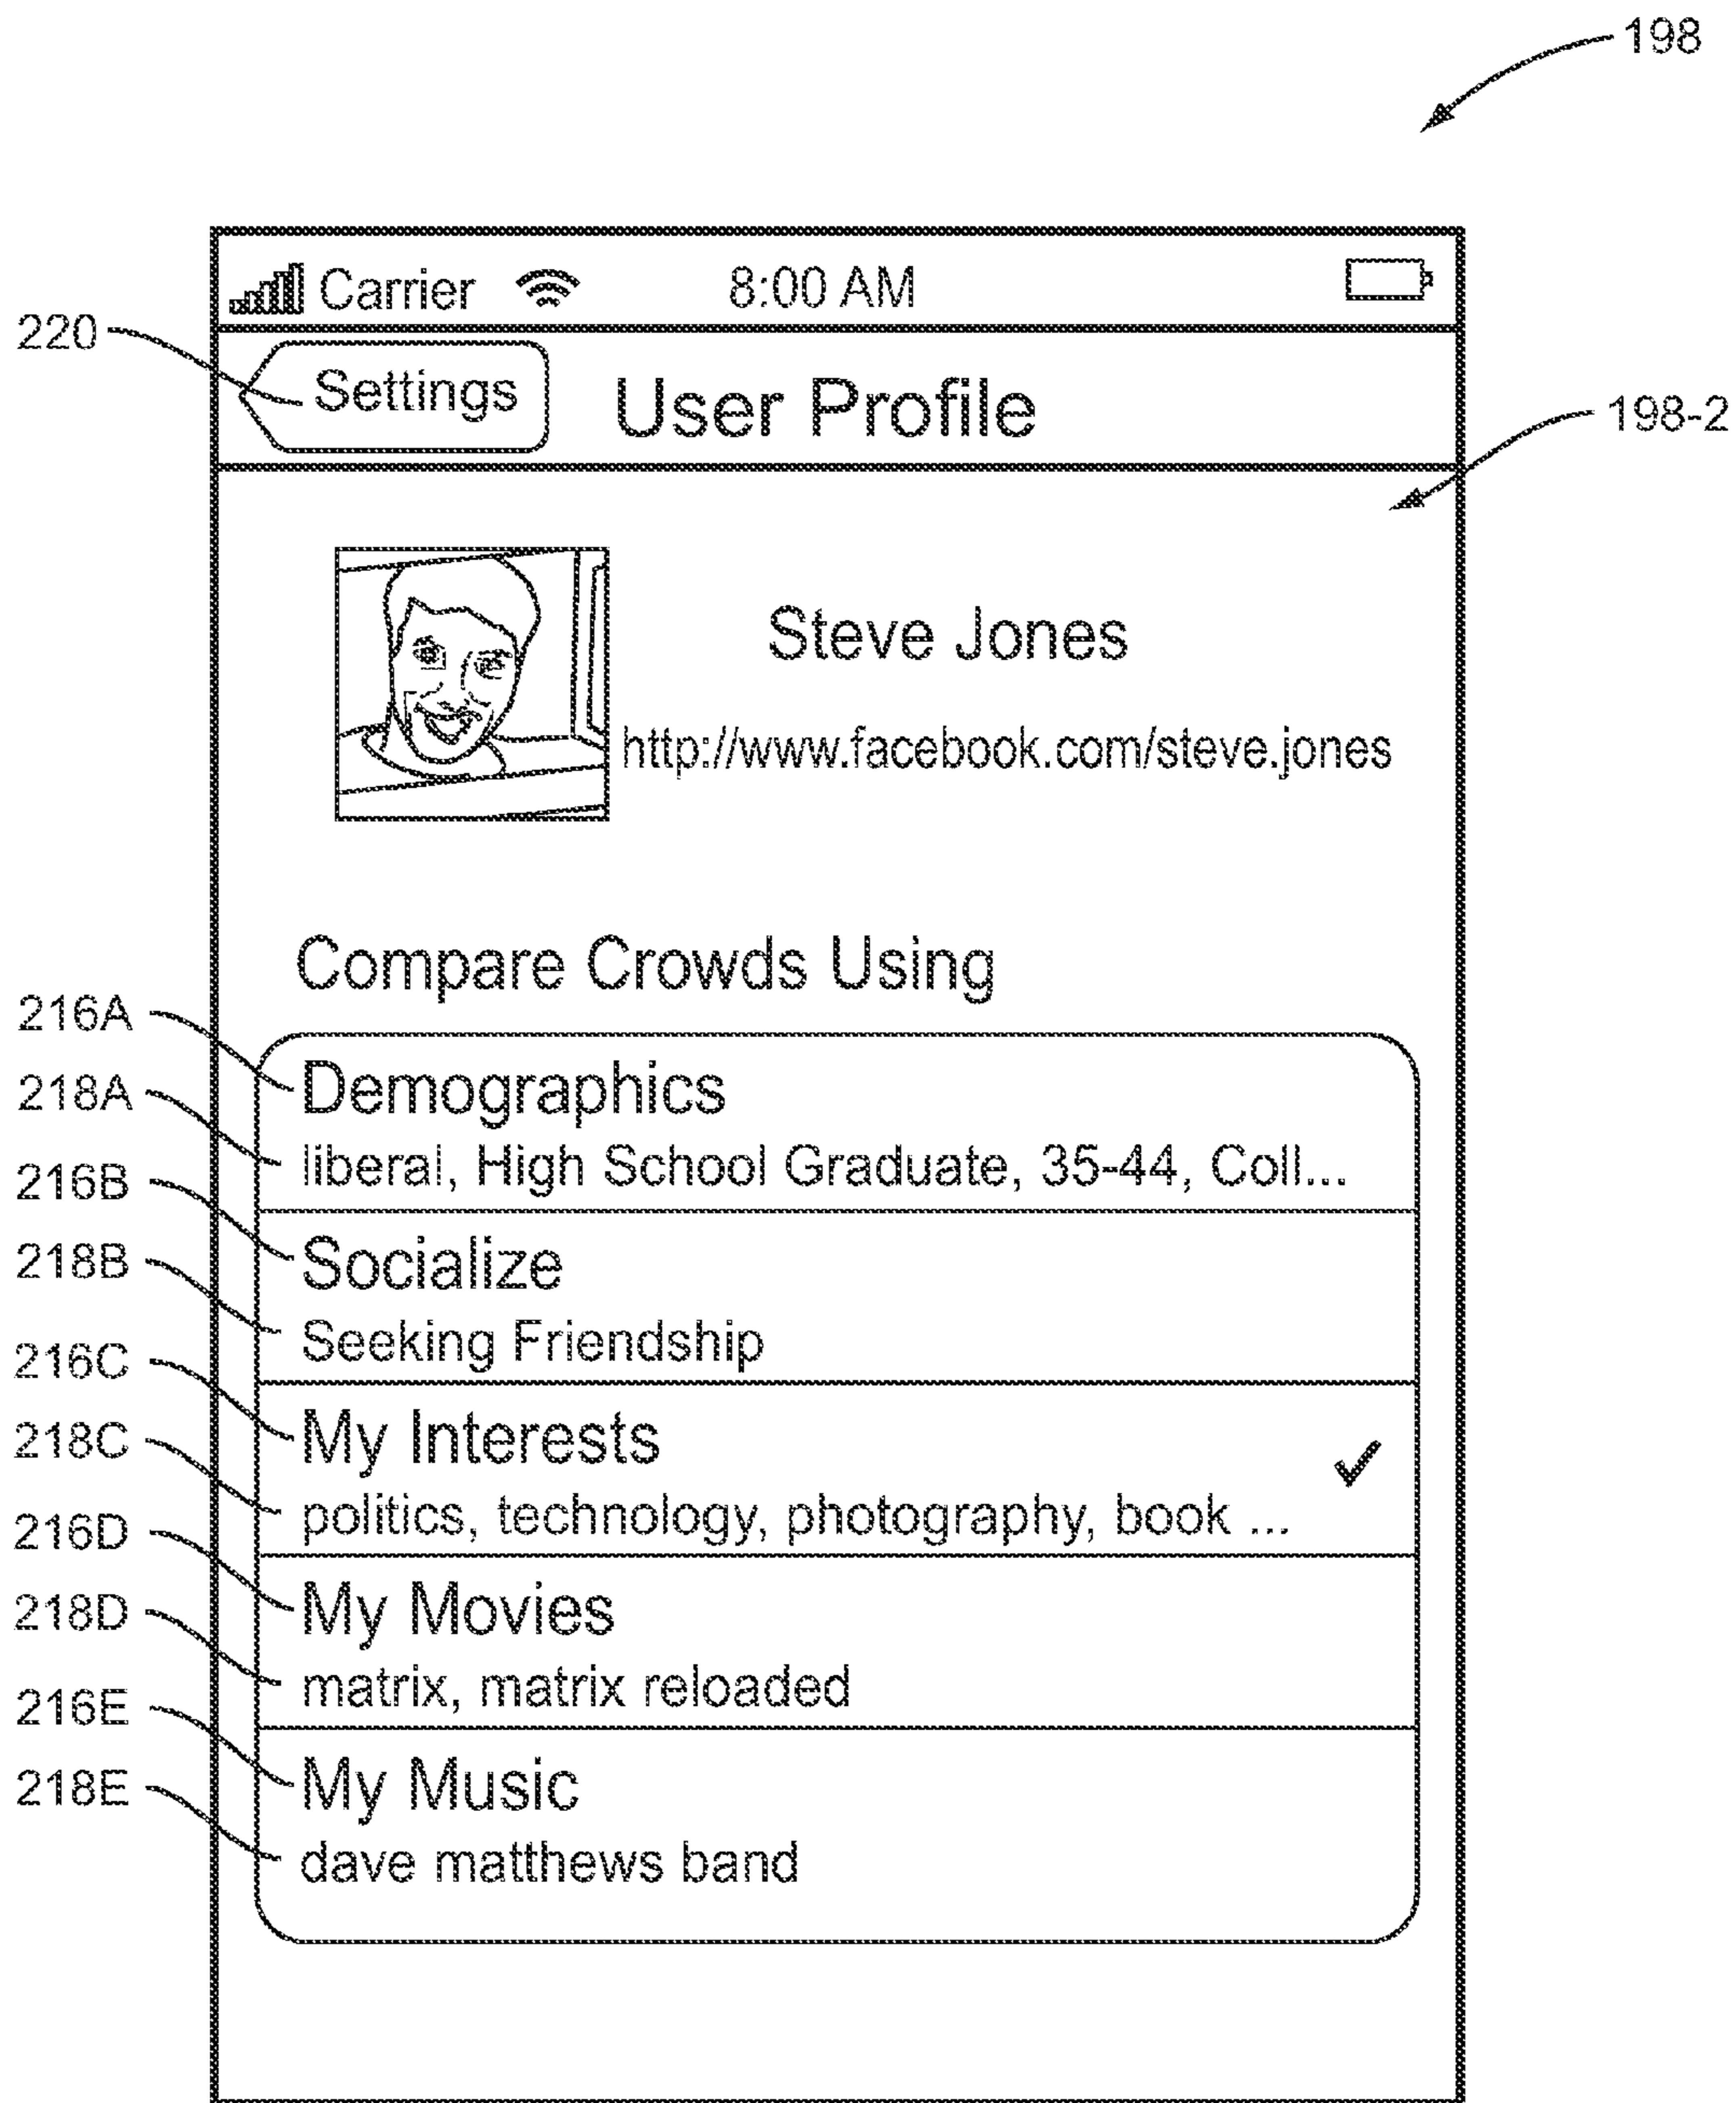 198
Carrier 8:00 AM
220
Settings User Profile
198-2
Steve Jones
http://www.facebook.com/steve.jones
Compare Crowds Using
216A
Demographics
218A
liberal, High School Graduate, 35-44, Coll...
216B
Socialize
218B
Seeking Friendship
216C
My Interests
218C
politics, technology, photography, book ...
216D
My Movies
218D
matrix, matrix reloaded
216E
My Music
218E
dave matthews band